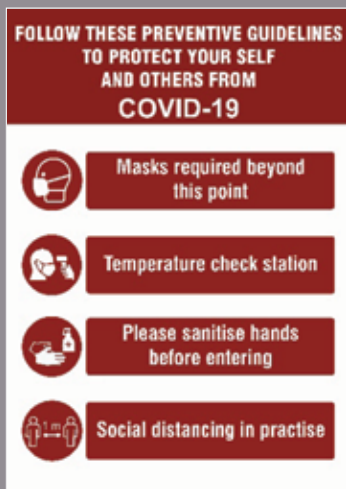 FOLLOW THESE PREVENTIVE GUIDELINES
TO PROTECT YOUR SELF
AND OTHERS FROM
COVID-19
Masks required beyond
this point
Temperature check station
Please sanitise hands
before entering
1 m
Social distancing in practise